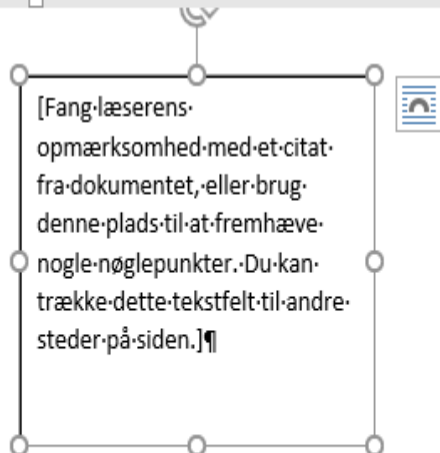 [Fang læserens
opmærksomhed med et citat
fra dokumentet, eller brug
denne plads til at fremhæve
nogle nøglepunkter. Du kan
trække dette tekstfelt til andre
steder på siden.]¶